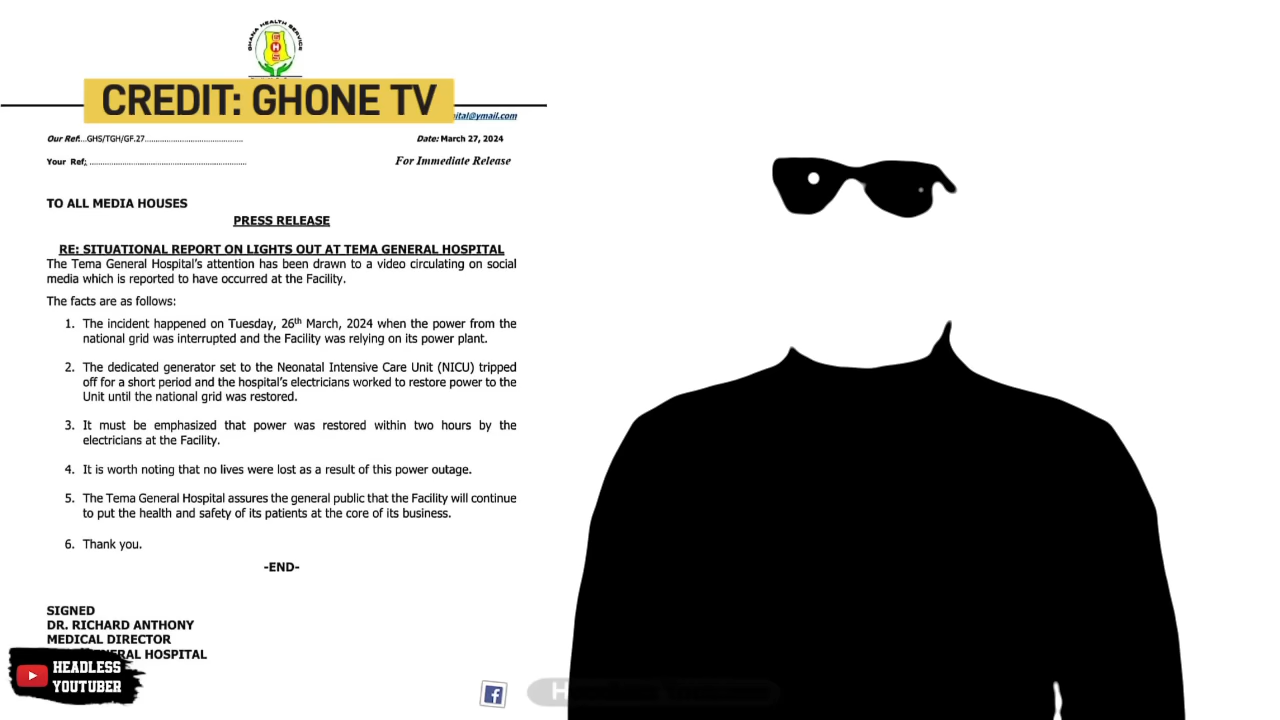 GHANA HEALTH SERVICE
GHS
CREDIT: GHONE TV
ital@ymail.com
Our Ref:...GHS/TGH/GF.27
Date: March 27, 2024
Your Ref;
For Immediate Release
TO ALL MEDIA HOUSES
PRESS RELEASE
RE: SITUATIONAL REPORT ON LIGHTS OUT AT TEMA GENERAL HOSPITAL
The Tema General Hospital's attention has been drawn to a video circulating on social
media which is reported to have occurred at the Facility.
The facts are as follows:
1. The incident happened on Tuesday, 26th March, 2024 when the power from the
national grid was interrupted and the Facility was relying on its power plant.
2. The dedicated generator set to the Neonatal Intensive Care Unit (NICU) tripped
off for a short period and the hospital's electricians worked to restore power to the
Unit until the national grid was restored.
3. It must be emphasized that power was restored within two hours by the
electricians at the Facility.
4. It is worth noting that no lives were lost as a result of this power outage.
5. The Tema General Hospital assures the general public that the Facility will continue
to put the health and safety of its patients at the core of its business.
6. Thank you.
-END-
SIGNED
DR. RICHARD ANTHONY
MEDICAL DIRECTOR
HOSPITAL
HEADLESS
YOUTUBER